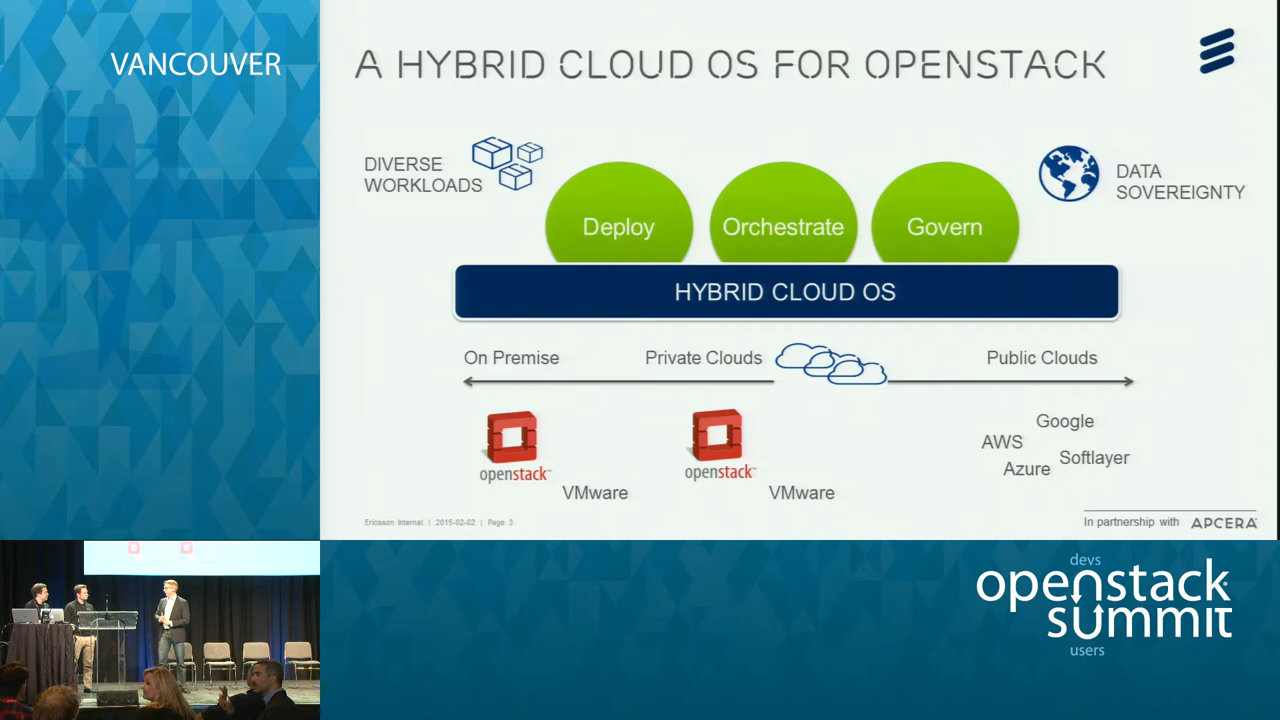 VANCOUVER
A HYBRID CLOUD OS FOR OPENSTACK
DIVERSE
WORKLOADS
Deploy
Orchestrate
Govern
DATA
SOVEREIGNTY
HYBRID CLOUD OS
On Premise
Private Clouds
Public Clouds
openstack™
VMware
openstack™
VMware
Google
AWS
Softlayer
Azure
Ericsson Internal | 2015-02-02 | Page 3
In partnership with APCERA
devs
openstack
summit
users